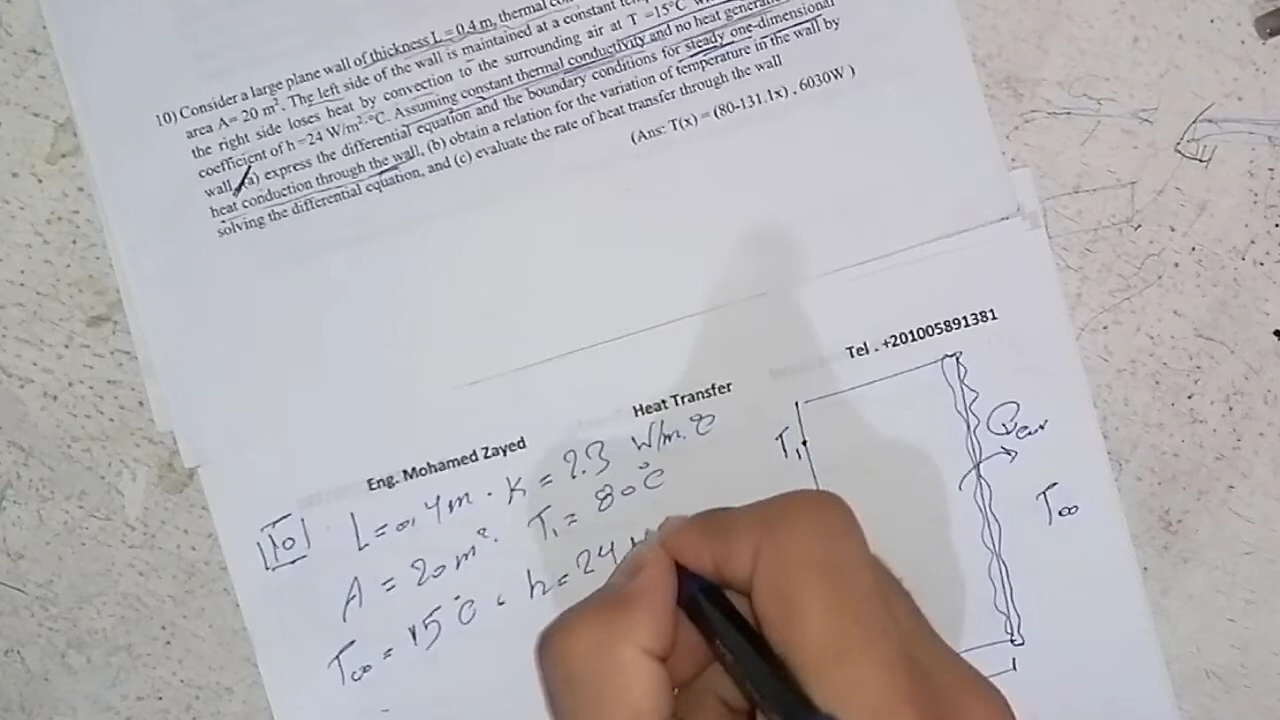 10) Consider a large plane wall of thickness L = 0.4 m, thermal
area A= 20 m². The left side of the wall is maintained at a constant
the right side loses heat by convection to the surrounding air at T =15°C
coefficient of h=24 W/m².°C. Assuming constant thermal conductivity and no heat
wall, (a) express the differential equation and the boundary conditions for steady one-dimensional
heat conduction through the wall, (b) obtain a relation for the variation of temperature in the wall by
solving the differential equation, and (c) evaluate the rate of heat transfer through the wall
(Ans: T(x) = (80-131.1x) , 6030W )
Tel . +201005891381
Heat Transfer
Eng. Mohamed Zayed
10 L = 0.4m . K = 2.3 W/m.°C
A = 20 m². T₁ = 80°C
T∞ = 15°C , h = 24
T₁
T∞